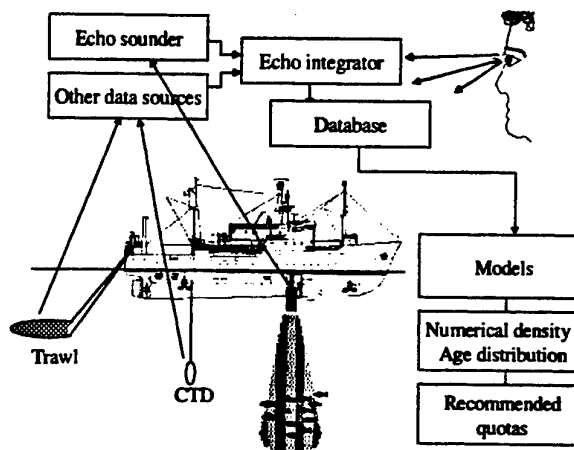 Echo sounder
Echo integrator
Other data sources
Database
Models
Numerical density
Age distribution
Recommended
quotas
Trawl
CTD